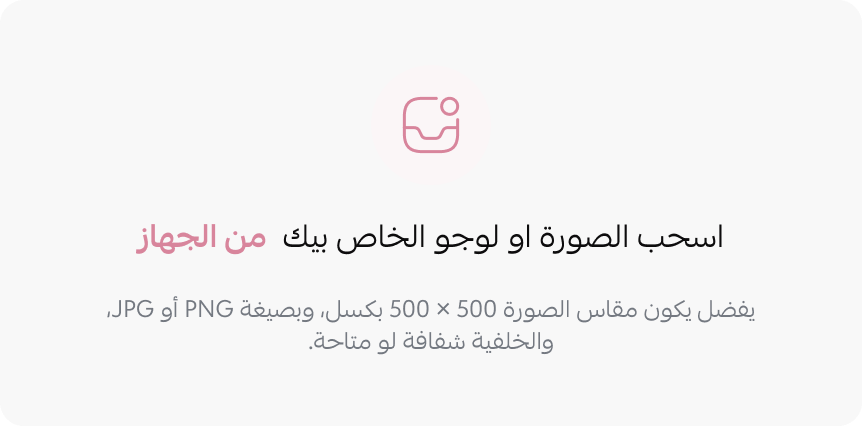 اسحب الصورة او لوجو الخاص بيك من الجهاز
يفضل يكون مقاس الصورة 500 × 500 بكسل، وبصيغة PNG أو JPG،
والخلفية شفافة لو متاحة.